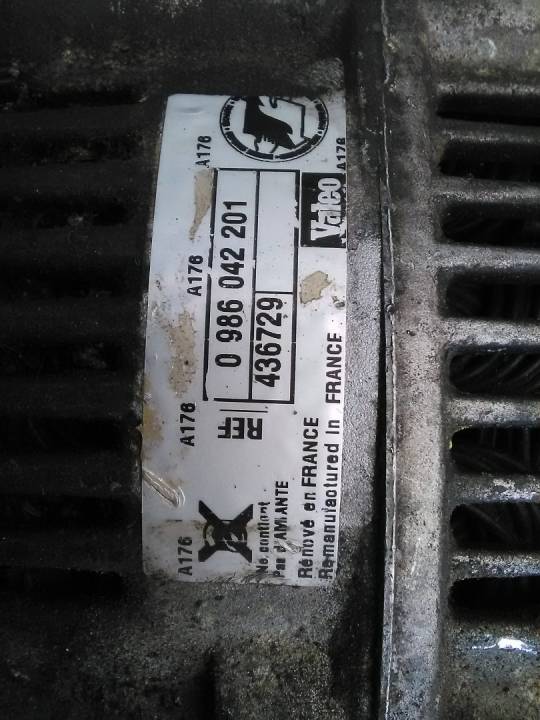 A176
A176
A176
A176
A176
Valeo
0 986 042 201
436729
REF
Ne contient
Pas d'AMIANTE
Rénové en FRANCE
Remanufactured in FRANCE